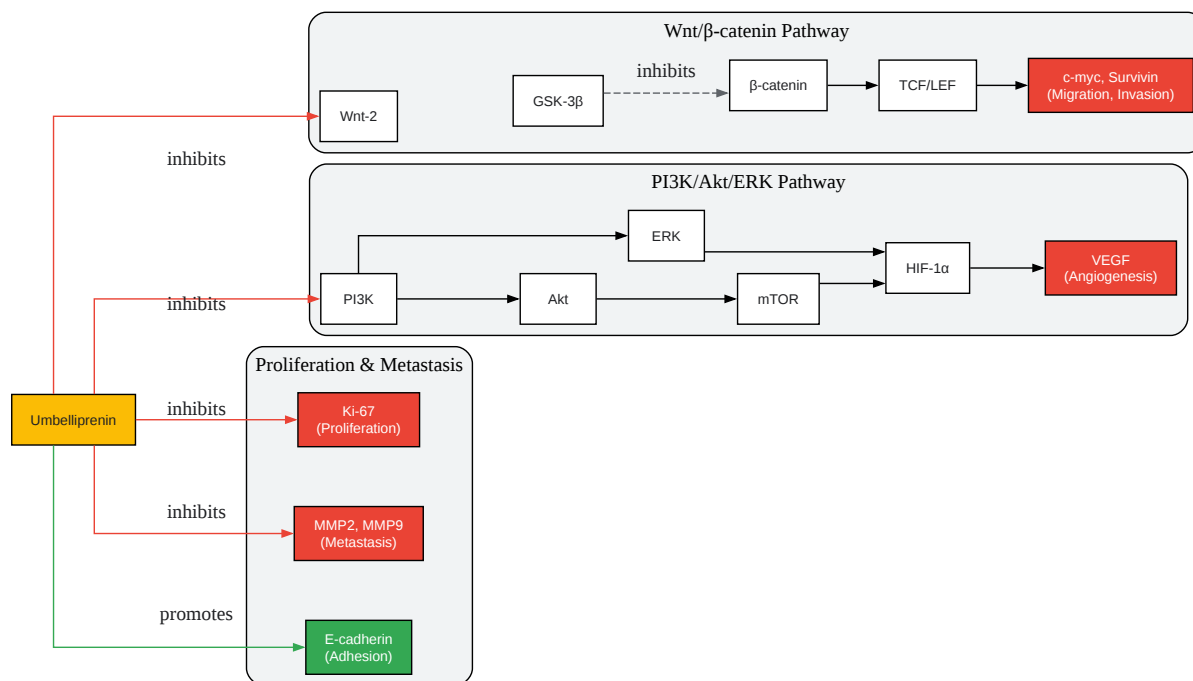 Wnt/β-catenin Pathway
inhibits
Wnt-2
GSK-3β
β-catenin
TCF/LEF
c-myc, Survivin
(Migration, Invasion)
inhibits
PI3K/Akt/ERK Pathway
ERK
HIF-1α
VEGF
(Angiogenesis)
inhibits
PI3K
Akt
mTOR
Proliferation & Metastasis
Umbelliprenin
inhibits
Ki-67
(Proliferation)
inhibits
MMP2, MMP9
(Metastasis)
promotes
E-cadherin
(Adhesion)